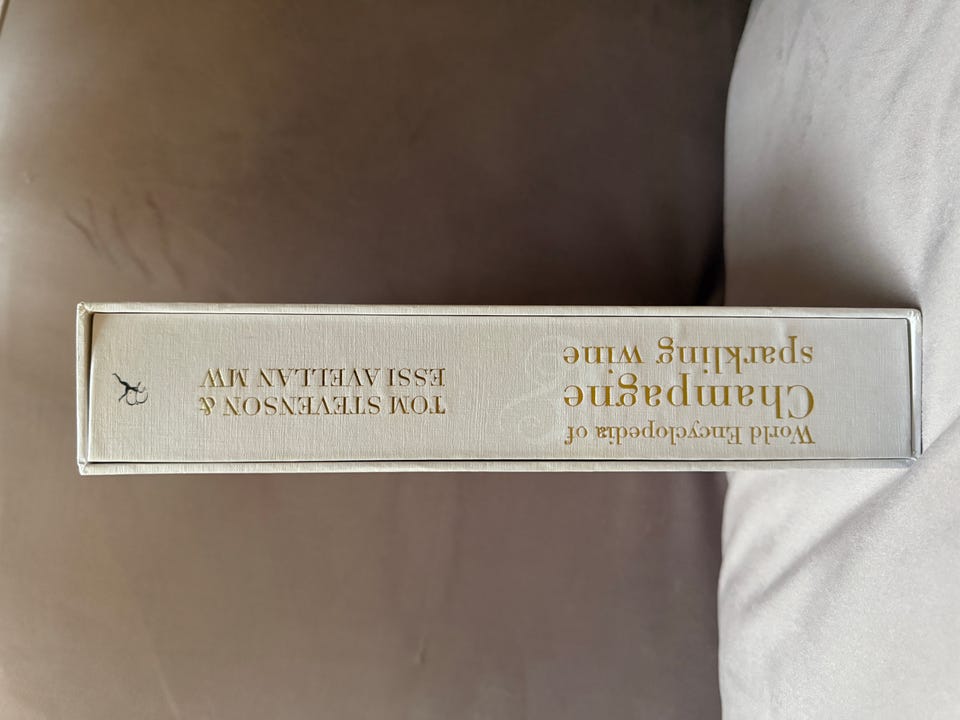 World Encyclopedia of
Champagne
sparkling wine
TOM STEVENSON &
ESSI AVELLAN MW